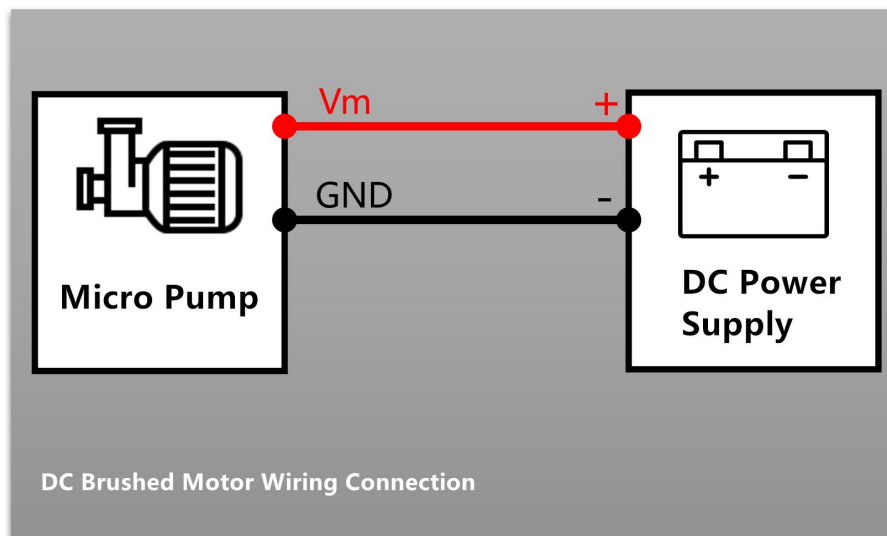 Vm +
GND -
+ -
Micro Pump
DC Power
Supply
DC Brushed Motor Wiring Connection